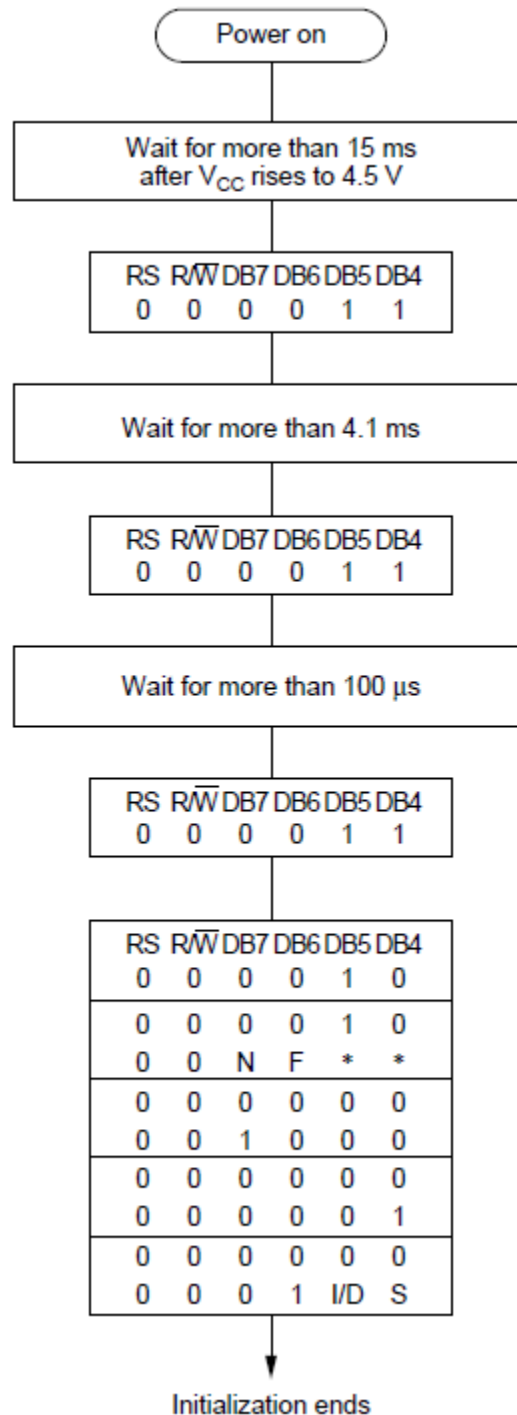 Power on
Wait for more than 15 ms
after VCC rises to 4.5 V
RS R/W̅ DB7 DB6 DB5 DB4
0 0 0 0 1 1
Wait for more than 4.1 ms
RS R/W̅ DB7 DB6 DB5 DB4
0 0 0 0 1 1
Wait for more than 100 μs
RS R/W̅ DB7 DB6 DB5 DB4
0 0 0 0 1 1
RS R/W̅ DB7 DB6 DB5 DB4
0 0 0 0 1 0
0 0 0 0 1 0
0 0 N F * *
0 0 0 0 0 0
0 0 1 0 0 0
0 0 0 0 0 0
0 0 0 0 0 1
0 0 0 0 0 0
0 0 0 1 I/D S
Initialization ends